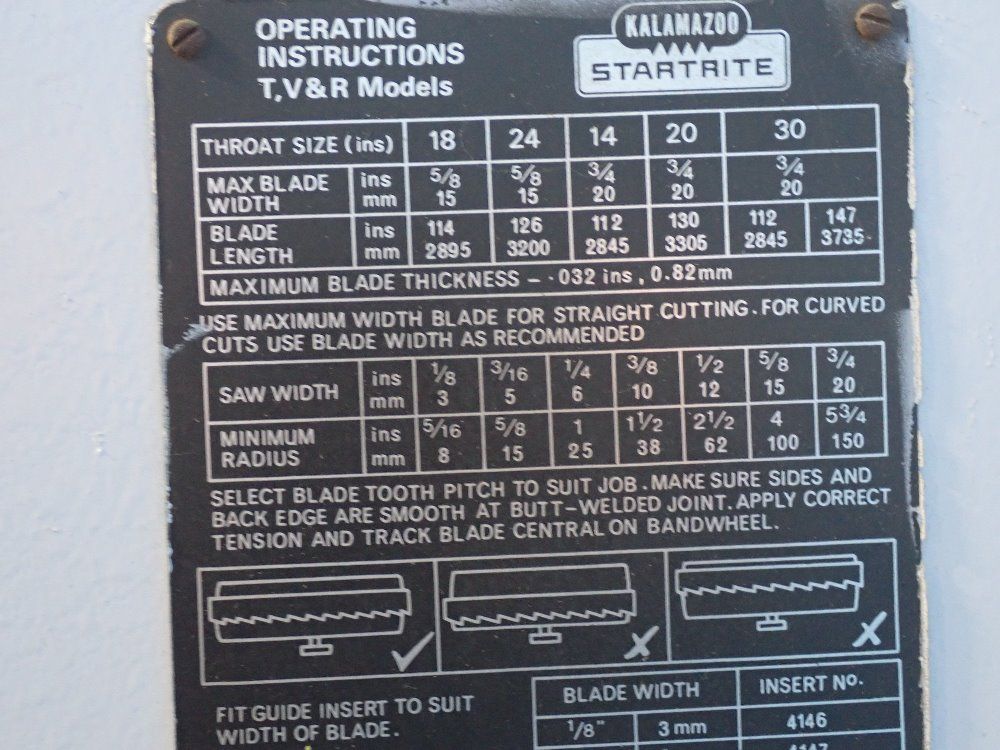 OPERATING
INSTRUCTIONS
T,V&R Models
KALAMAZOO
STARTRITE
THROAT SIZE (ins) 18 24 14 20 30
MAX BLADE WIDTH ins 5/8 5/8 3/4 3/4 3/4
mm 15 15 20 20 20
BLADE LENGTH ins 114 126 112 130 112 147
mm 2895 3200 2845 3305 2845 3735
MAXIMUM BLADE THICKNESS - ·032 ins, 0.82mm
USE MAXIMUM WIDTH BLADE FOR STRAIGHT CUTTING. FOR CURVED
CUTS USE BLADE WIDTH AS RECOMMENDED
SAW WIDTH ins 1/8 3/16 1/4 3/8 1/2 5/8 3/4
mm 3 5 6 10 12 15 20
MINIMUM RADIUS ins 5/16 5/8 1 1 1/2 2 1/2 4 5 3/4
mm 8 15 25 38 62 100 150
SELECT BLADE TOOTH PITCH TO SUIT JOB. MAKE SURE SIDES AND
BACK EDGE ARE SMOOTH AT BUTT-WELDED JOINT. APPLY CORRECT
TENSION AND TRACK BLADE CENTRAL ON BANDWHEEL.
FIT GUIDE INSERT TO SUIT
WIDTH OF BLADE.
BLADE WIDTH INSERT No.
1/8" 3mm 4146
4147